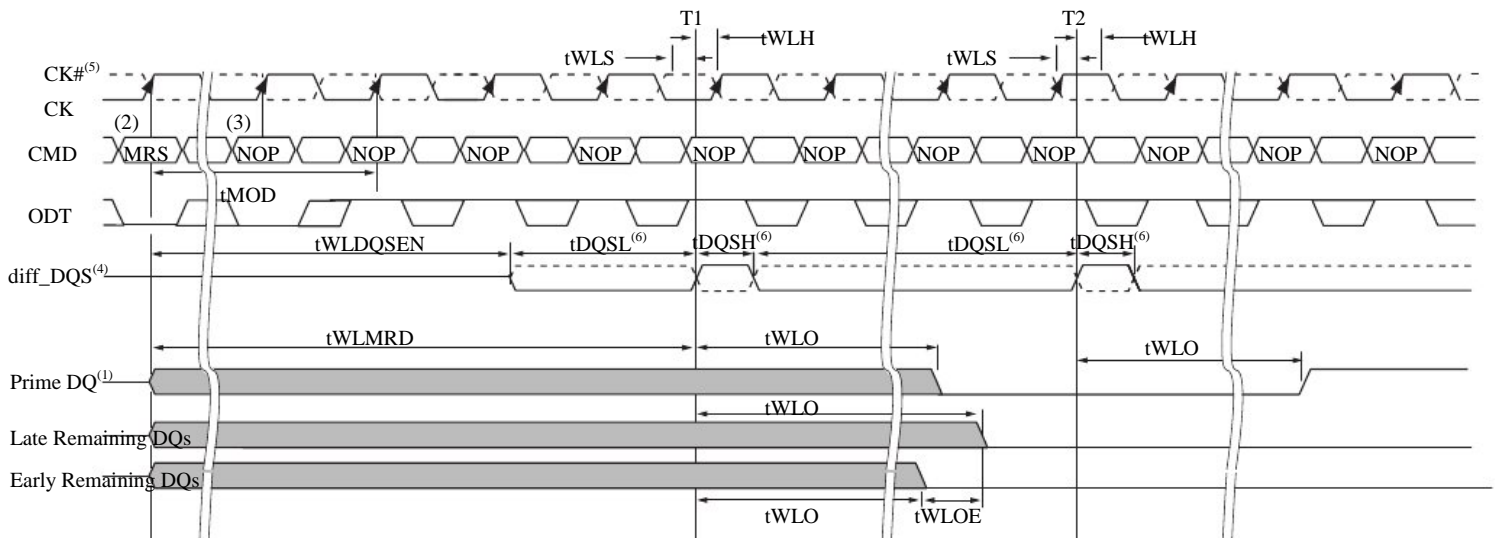 T1 T2
tWLH tWLH
tWLS tWLS
CK#(5)
CK
(2) (3)
CMD MRS NOP NOP NOP NOP NOP NOP NOP NOP NOP NOP NOP
tMOD
ODT
tWLDQSEN tDQSL(6) tDQSH(6) tDQSL(6) tDQSH(6)
diff_DQS(4)
tWLMRD tWLO tWLO
Prime DQ(1)
tWLO
Late Remaining DQs
Early Remaining DQs
tWLO tWLOE